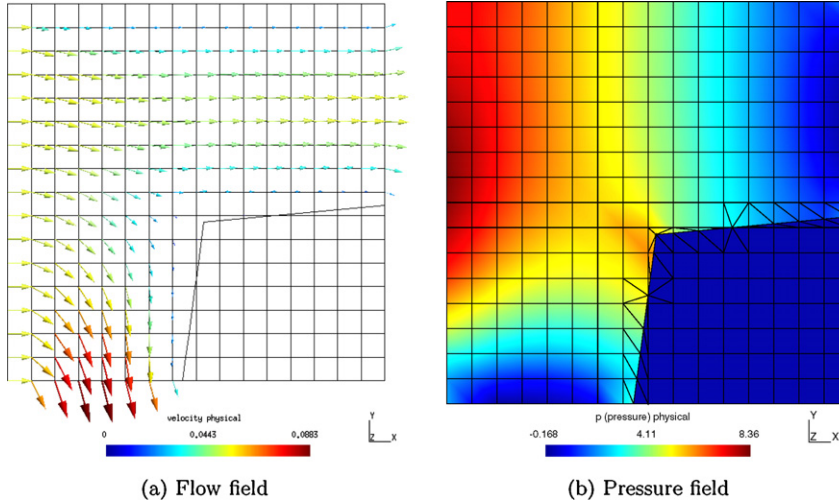 velocity physical
0 0.0443 0.0883
Y
Z X
(a) Flow field
p (pressure) physical
-0.168 4.11 8.36
Y
Z X
(b) Pressure field